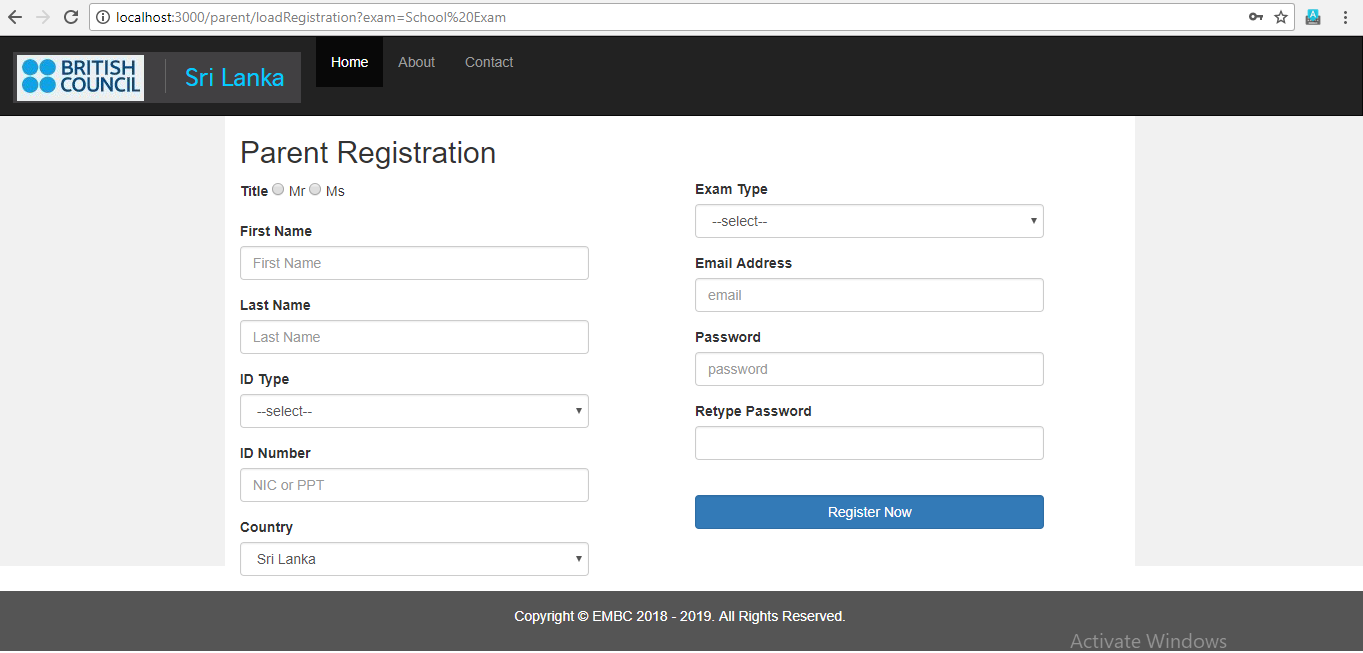 localhost:3000/parent/loadRegistration?exam=School%20Exam
BRITISH
COUNCIL
Sri Lanka
Home
About
Contact
Parent Registration
Title Mr Ms
First Name
First Name
Last Name
Last Name
ID Type
--select--
ID Number
NIC or PPT
Country
Sri Lanka
Exam Type
--select--
Email Address
email
Password
password
Retype Password
Register Now
Copyright © EMBC 2018 - 2019. All Rights Reserved.
Activate Windows